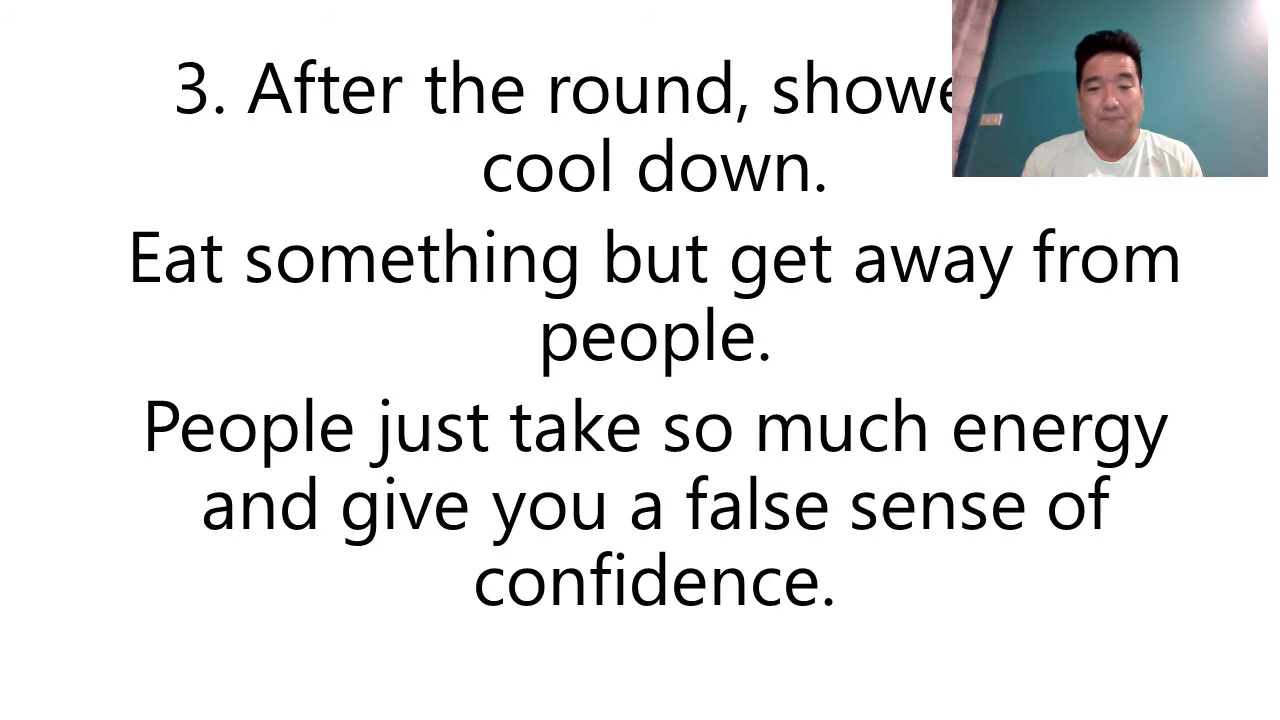 3. After the round, showe
cool down.
Eat something but get away from
people.
People just take so much energy
and give you a false sense of
confidence.